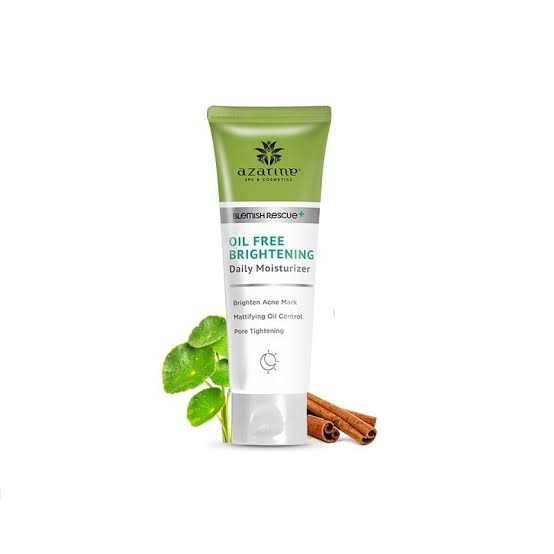 azarine
SPA & COSMETICS
BLEMISH RESCUE+
OIL FREE
BRIGHTENING
Daily Moisturizer
Brighten Acne Mark
Mattifying Oil Control
Pore Tightening